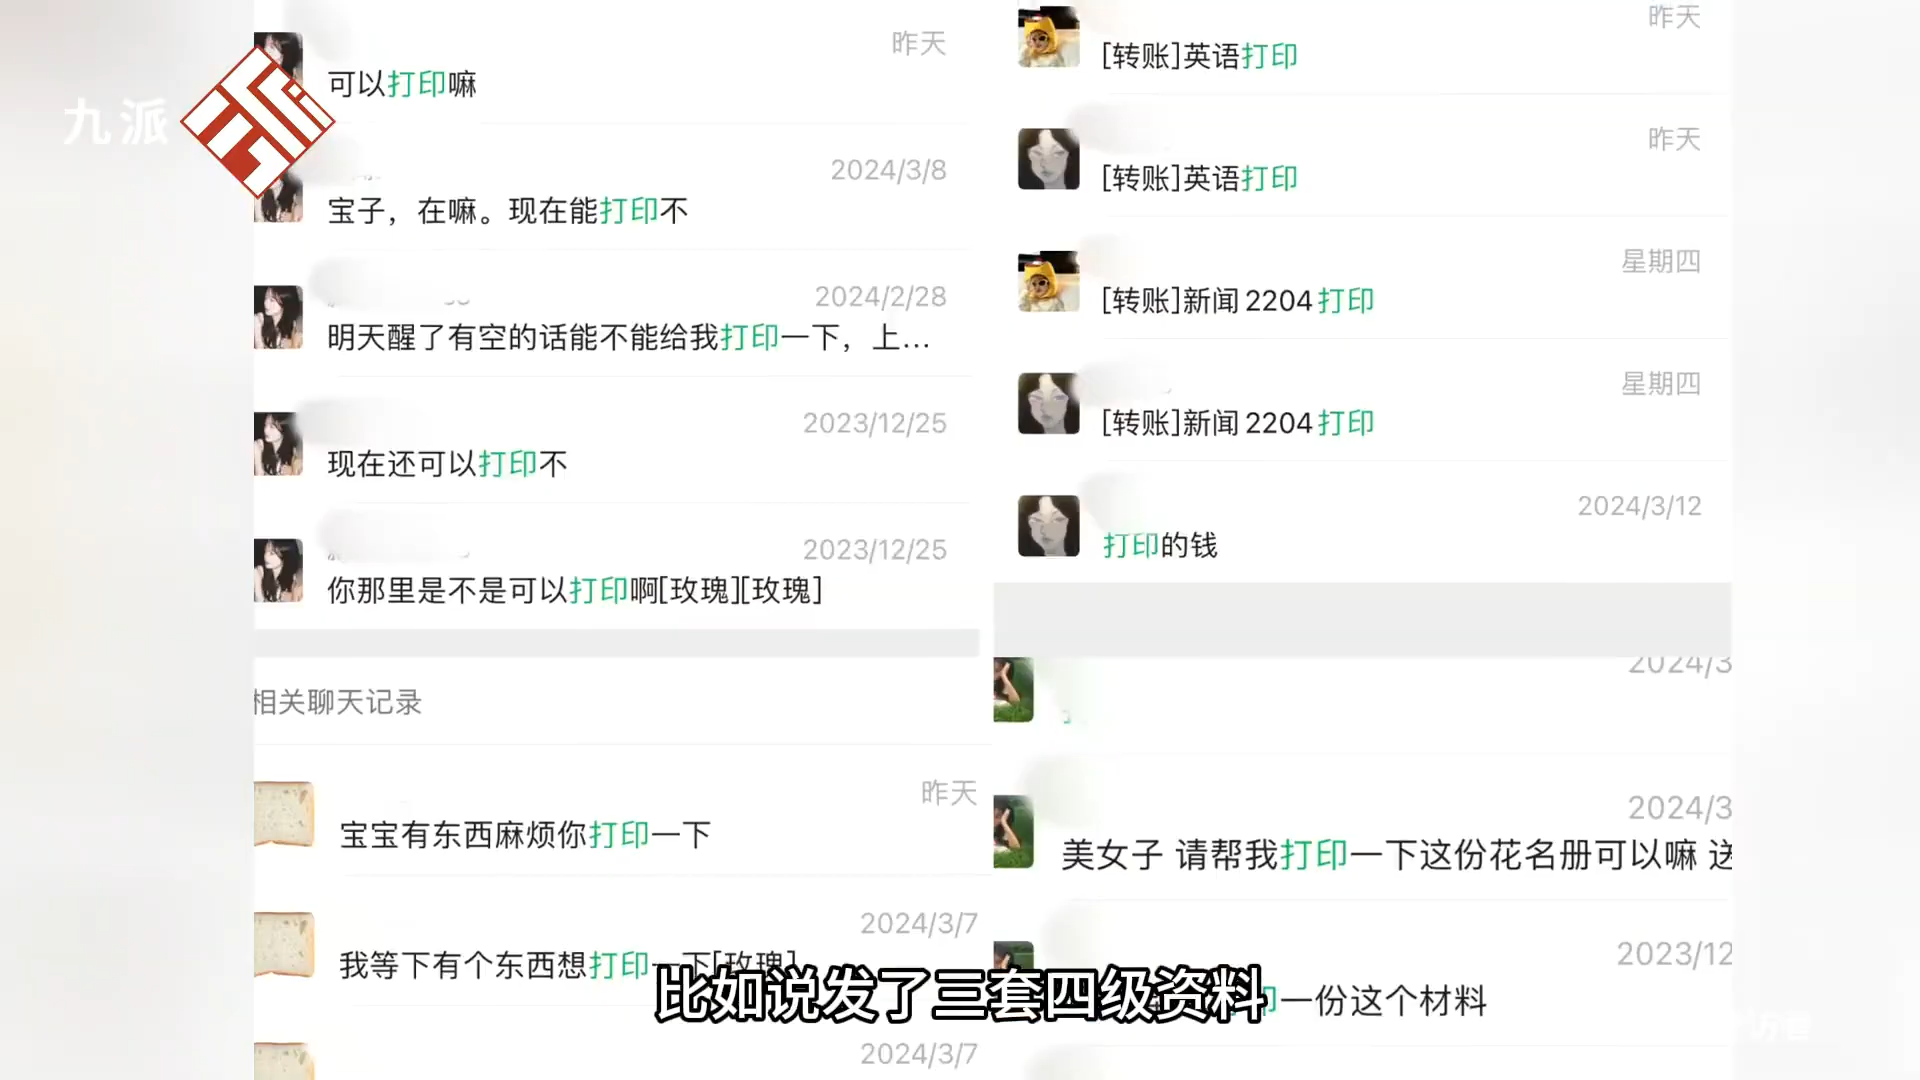 九派
昨天
可以打印嘛
2024/3/8
宝子，在嘛。现在能打印不
2024/2/28
明天醒了有空的话能不能给我打印一下，上...
2023/12/25
现在还可以打印不
2023/12/25
你那里是不是可以打印啊[玫瑰][玫瑰]
相关聊天记录
昨天
宝宝有东西麻烦你打印一下
2024/3/7
我等下有个东西想打印一下[玫瑰]
2024/3/7
昨天
[转账]英语打印
昨天
[转账]英语打印
星期四
[转账]新闻2204打印
星期四
[转账]新闻2204打印
2024/3/12
打印的钱
2024/3
2024/3
美女子 请帮我打印一下这份花名册可以嘛 送
2023/12
印一份这个材料
比如说发了三套四级资料